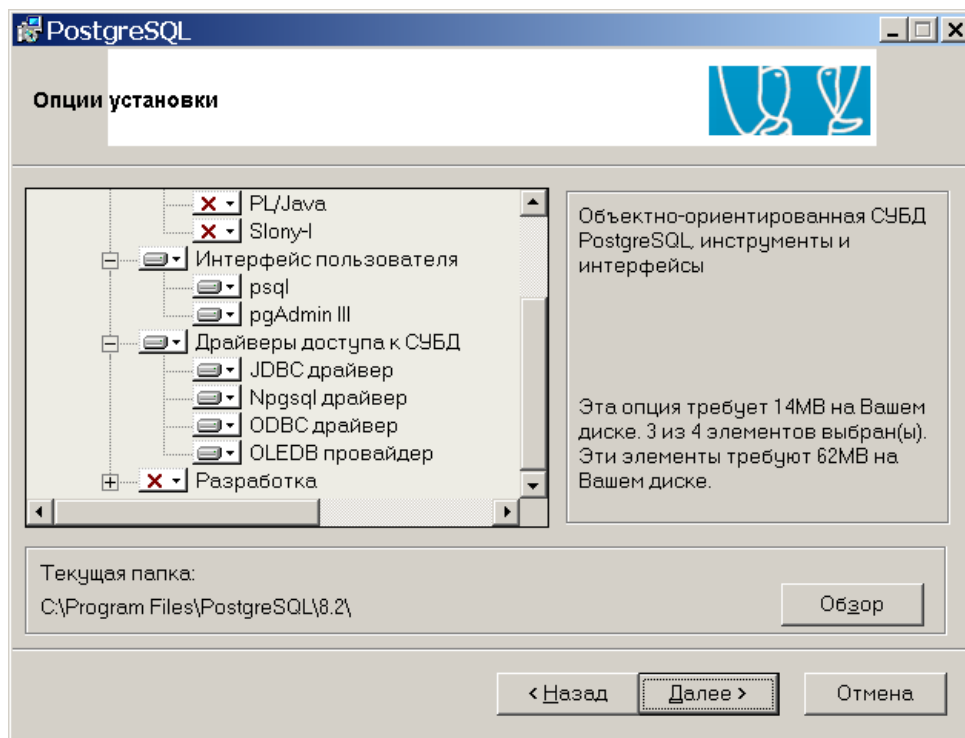 PostgreSQL
Опции установки
PL/Java
Slony-I
Интерфейс пользователя
psql
pgAdmin III
Драйверы доступа к СУБД
JDBC драйвер
Npgsql драйвер
ODBC драйвер
OLEDB провайдер
Разработка
Объектно-ориентированная СУБД
PostgreSQL, инструменты и
интерфейсы
Эта опция требует 14MB на Вашем
диске. 3 из 4 элементов выбран(ы).
Эти элементы требуют 62MB на
Вашем диске.
Текущая папка:
C:\Program Files\PostgreSQL\8.2\
Обзор
< Назад
Далее >
Отмена